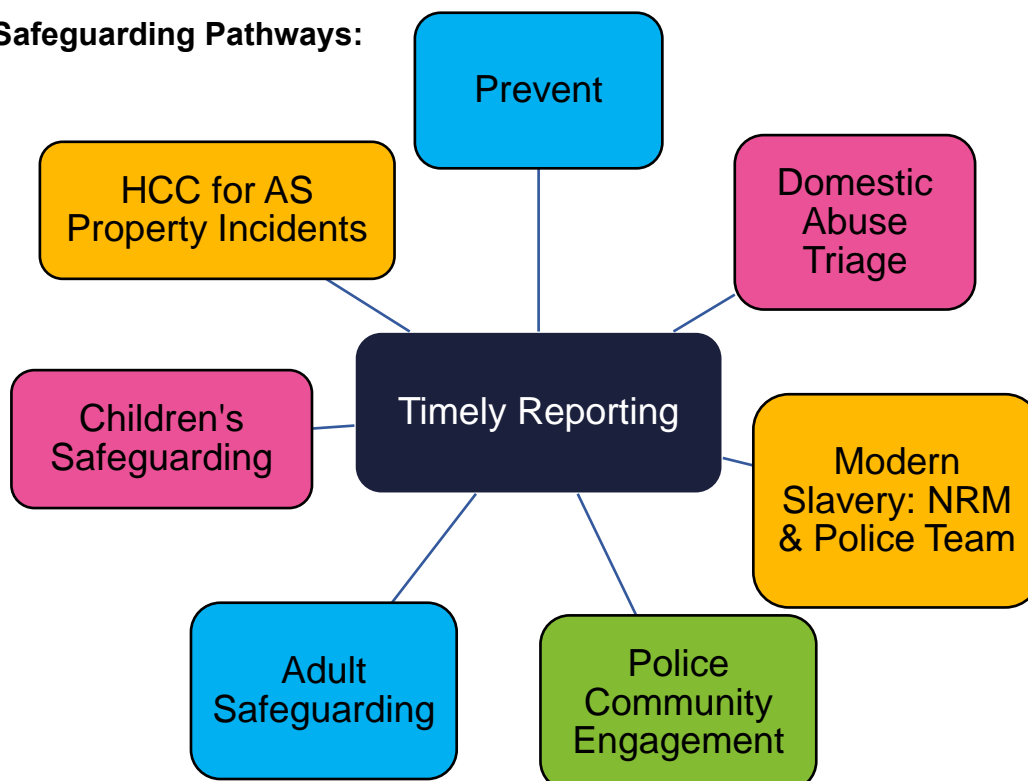 Safeguarding Pathways:
Prevent
Domestic
Abuse
Triage
HCC for AS
Property Incidents
Timely Reporting
Children's
Safeguarding
Modern
Slavery: NRM
& Police Team
Adult
Safeguarding
Police
Community
Engagement